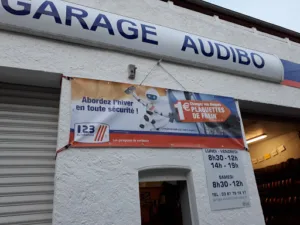 GARAGE AUDIBO
Abordez l'hiver
en toute sécurité !
1€
PLAQUETTES
DE FREIN
123
LUNDI - VENDREDI
8h30 - 12h
14h - 19h
SAMEDI
8h30 - 12h